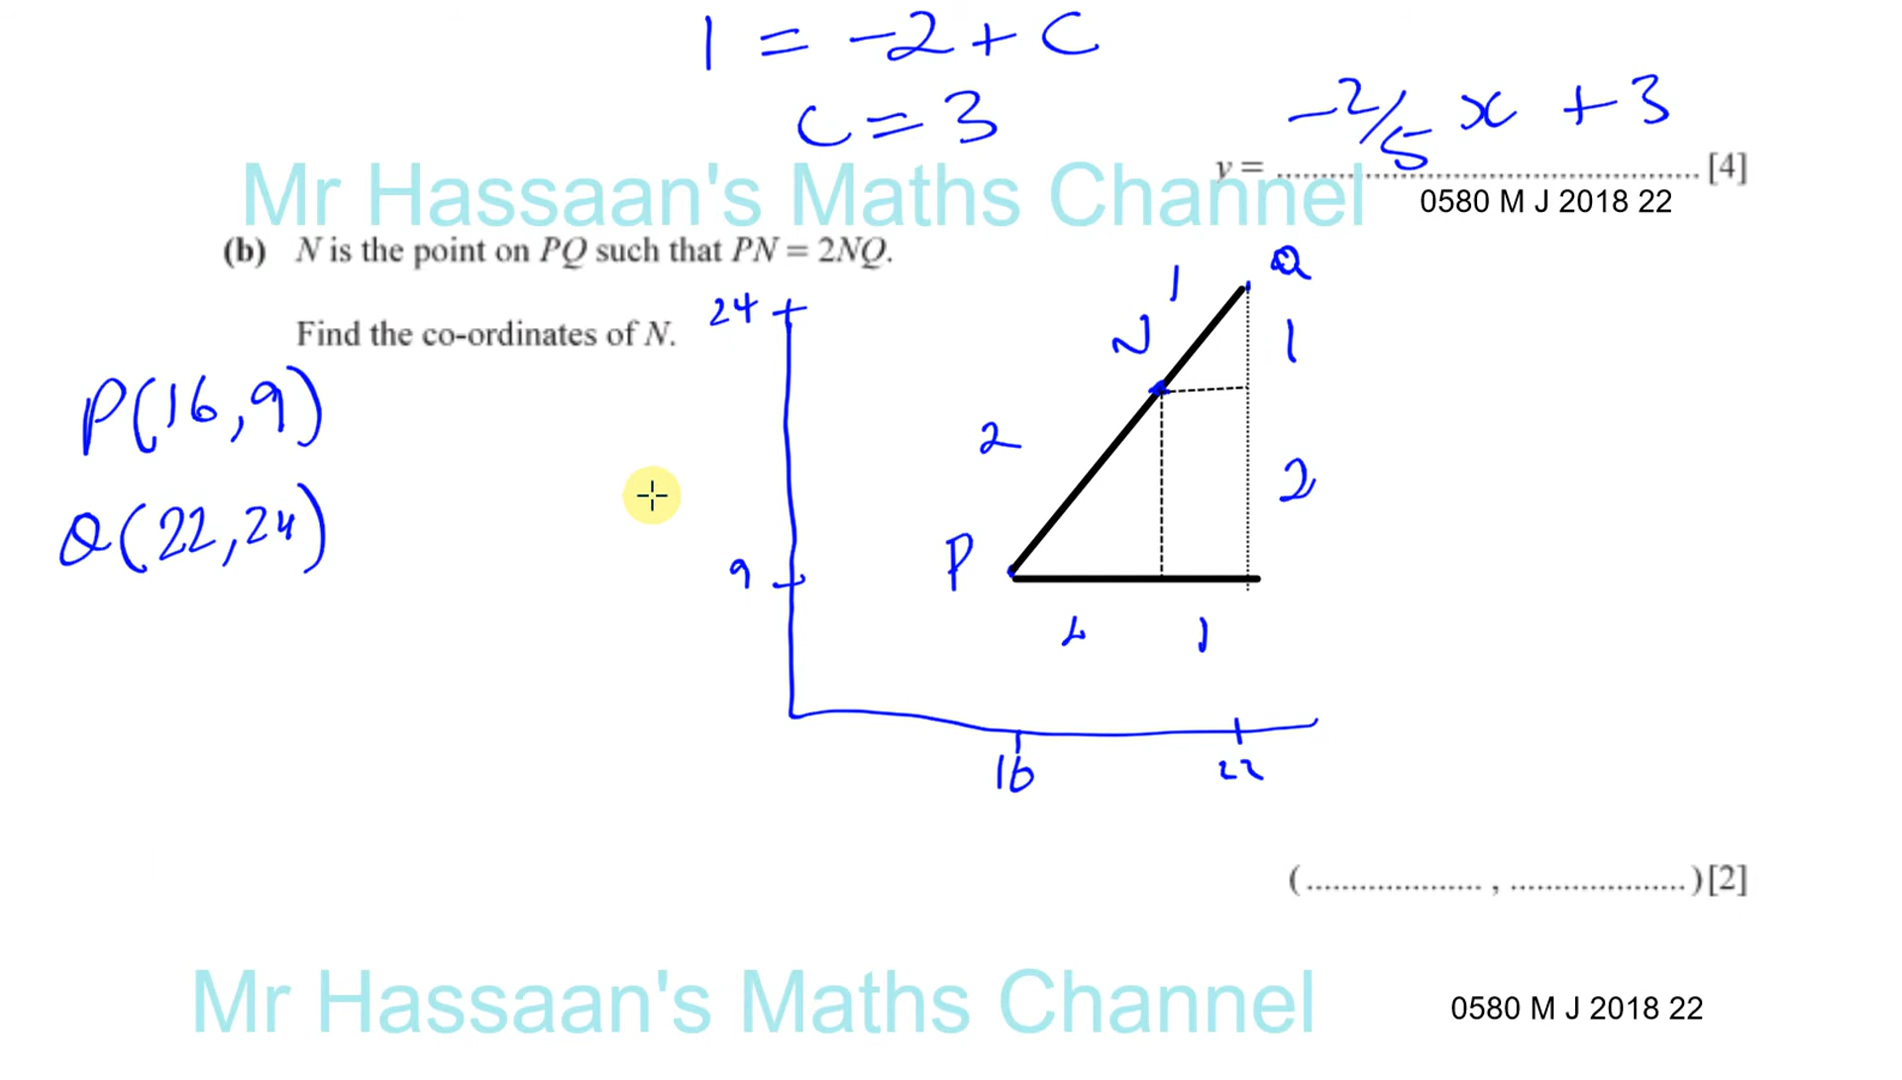 1 = -2 + C
C = 3
-2/5 x + 3
y = ........................................ [4]
Mr Hassaan's Maths Channel
0580 M J 2018 22
(b) N is the point on PQ such that PN = 2NQ.
Find the co-ordinates of N.
P(16,9)
Q(22,24)
24
9
Q
1
N
1
2
2
P
1
16
22
(...................., ....................) [2]
Mr Hassaan's Maths Channel
0580 M J 2018 22